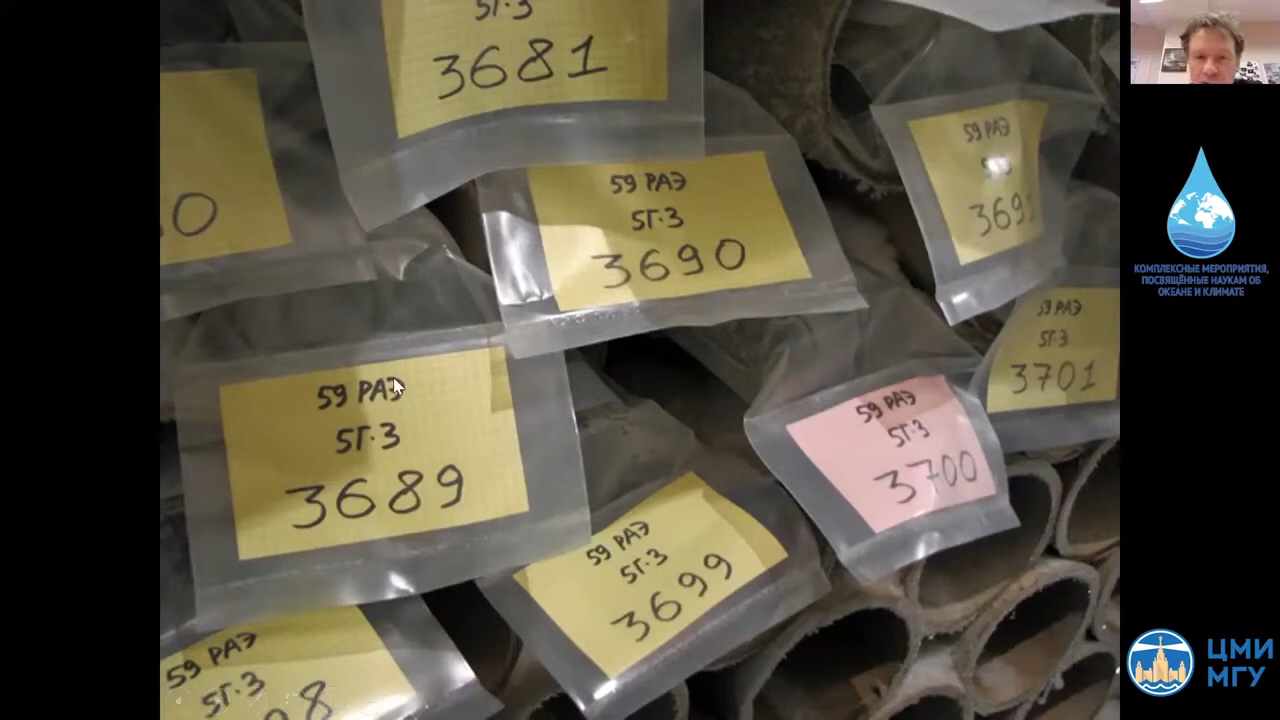 5Г·3
3681
0
59 РАЭ
5Г·3
3690
59 РАЭ
59 РАЭ
5Г·3
3701
59 РАЭ
5Г·3
3689
59 РАЭ
5Г·3
3700
59 РАЭ
5Г·3
3699
59 РАЭ
5Г·3
98
КОМПЛЕКСНЫЕ МЕРОПРИЯТИЯ,
ПОСВЯЩЁННЫЕ НАУКАМ ОБ
ОКЕАНЕ И КЛИМАТЕ
ЦМИ
МГУ